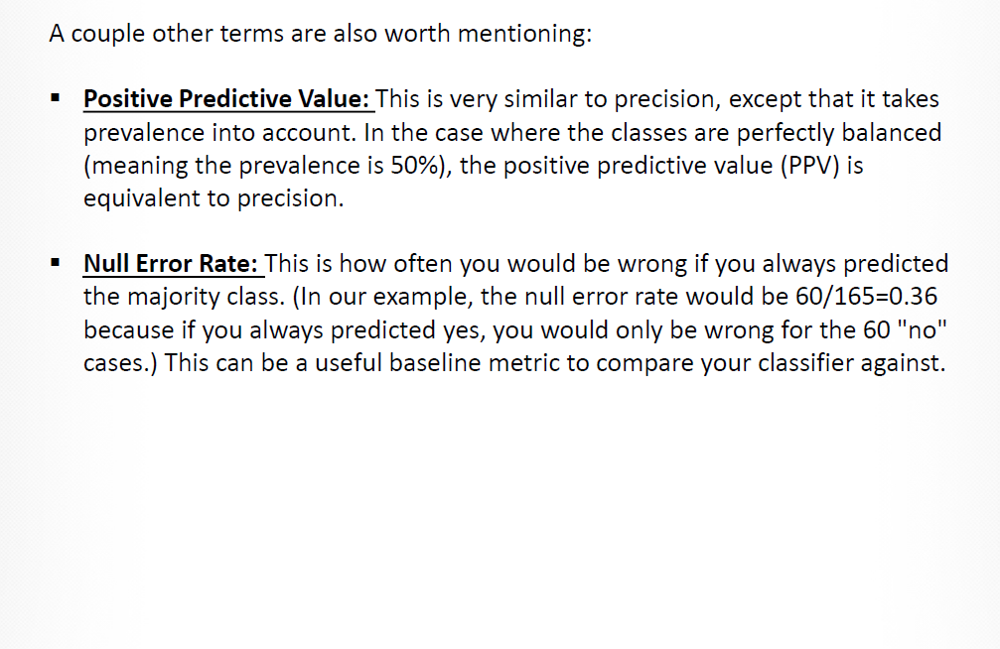 A couple other terms are also worth mentioning:
▪ Positive Predictive Value: This is very similar to precision, except that it takes
prevalence into account. In the case where the classes are perfectly balanced
(meaning the prevalence is 50%), the positive predictive value (PPV) is
equivalent to precision.
▪ Null Error Rate: This is how often you would be wrong if you always predicted
the majority class. (In our example, the null error rate would be 60/165=0.36
because if you always predicted yes, you would only be wrong for the 60 "no"
cases.) This can be a useful baseline metric to compare your classifier against.